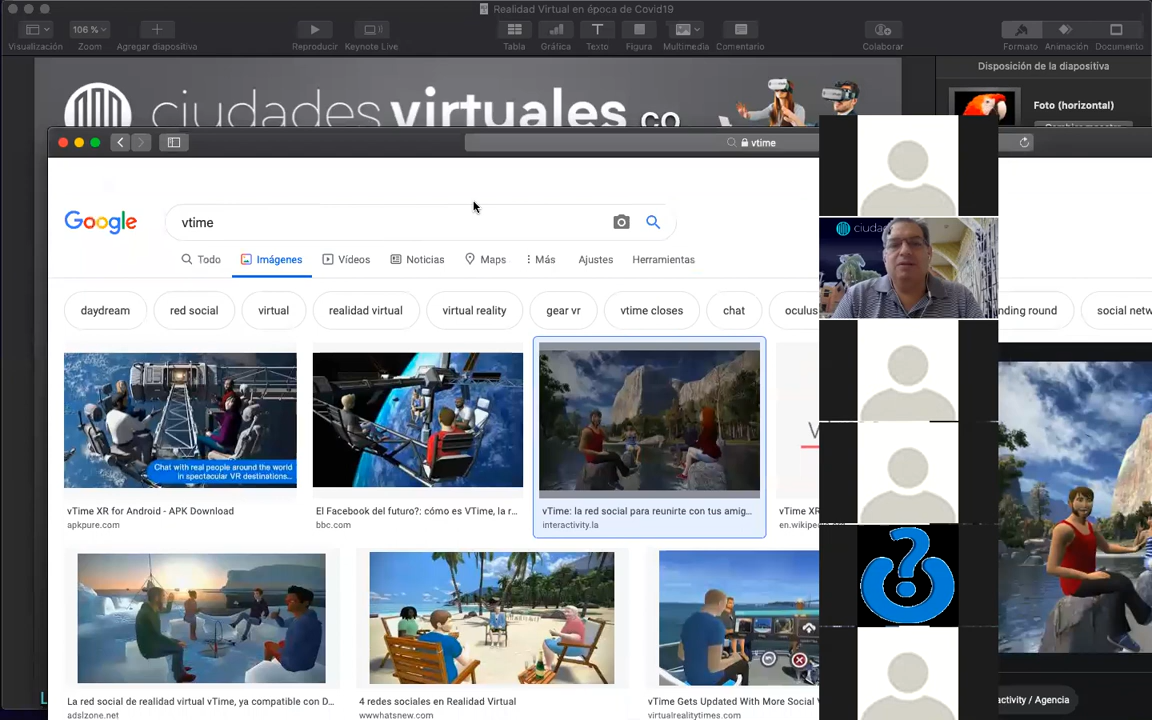 Realidad Virtual en época de Covid19
106 %
Visualización
Zoom
Agregar diapositiva
Reproducir
Keynote Live
Tabla
Gráfica
Texto
Figura
Multimedia
Comentario
Colaborar
Formato
Animación
Documento
Disposición de la diapositiva
Foto (horizontal)
ciudades virtuales co
vtime
Google
vtime
Todo
Imágenes
Vídeos
Noticias
Maps
Más
Ajustes
Herramientas
daydream
red social
virtual
realidad virtual
virtual reality
gear vr
vtime closes
chat
oculus
nding round
social netw
Chat with real people around the world
in spectacular VR destinations...
vTime XR for Android - APK Download
apkpure.com
El Facebook del futuro?: cómo es VTime, la r...
bbc.com
vTime: la red social para reunirte con tus amig...
interactivity.la
vTime XR
en.wikipe
La red social de realidad virtual vTime, ya compatible con D...
adslzone.net
4 redes sociales en Realidad Virtual
wwwhatsnew.com
vTime Gets Updated With More Social V
virtualrealitytimes.com
activity / Agencia